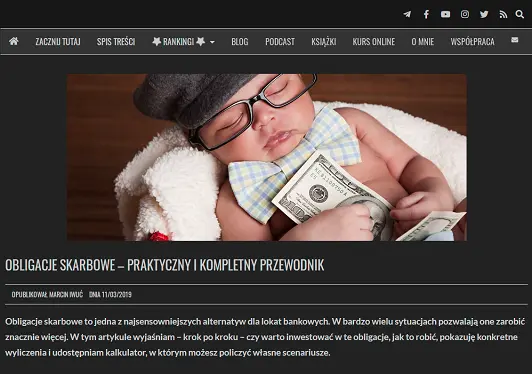 ZACZNIJ TUTAJ SPIS TREŚCI RANKINGI BLOG PODCAST KSIĄŻKI KURS ONLINE O MNIE WSPÓŁPRACA
100
OBLIGACJE SKARBOWE – PRAKTYCZNY I KOMPLETNY PRZEWODNIK
OPUBLIKOWAŁ MARCIN IWUĆ DNIA 11/03/2019
Obligacje skarbowe to jedna z najsensowniejszych alternatyw dla lokat bankowych. W bardzo wielu sytuacjach pozwalają one zarobić
znacznie więcej. W tym artykule wyjaśniam – krok po kroku – czy warto inwestować w te obligacje, jak to robić, pokazuję konkretne
wyliczenia i udostępniam kalkulator, w którym możesz policzyć własne scenariusze.